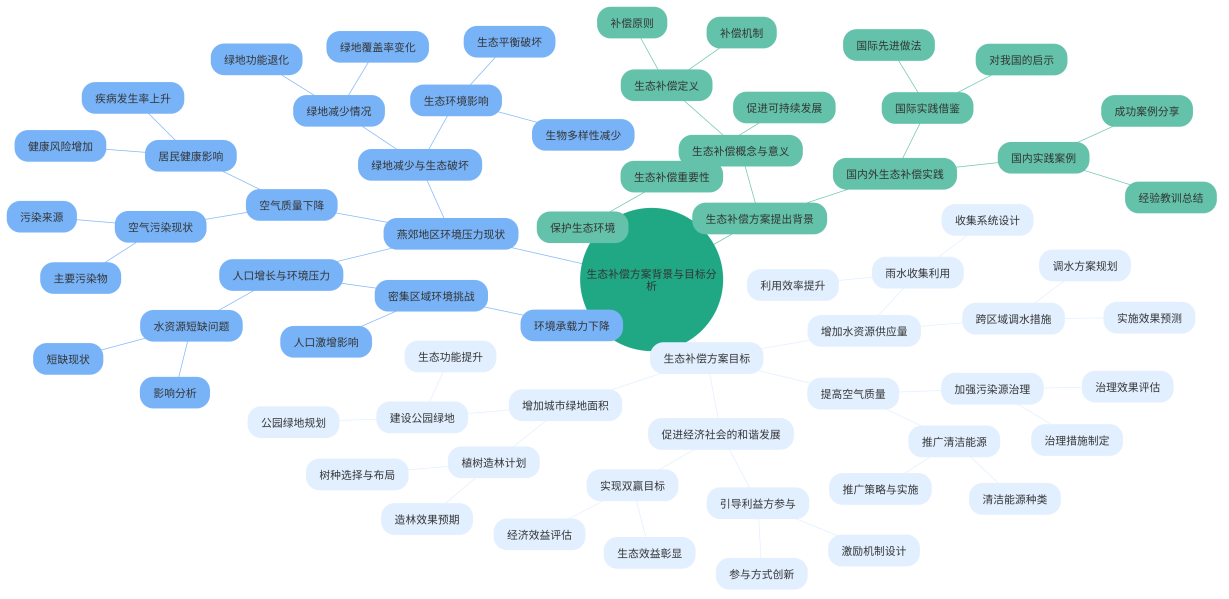 生态补偿方案背景与目标分
析
燕郊地区环境压力现状
绿地减少与生态破坏
绿地减少情况
绿地功能退化
绿地覆盖率变化
生态环境影响
生态平衡破坏
生物多样性减少
空气质量下降
居民健康影响
疾病发生率上升
健康风险增加
空气污染现状
污染来源
主要污染物
人口增长与环境压力
水资源短缺问题
短缺现状
影响分析
密集区域环境挑战
人口激增影响
环境承载力下降
生态补偿方案提出背景
生态补偿概念与意义
生态补偿定义
补偿原则
补偿机制
促进可持续发展
生态补偿重要性
保护生态环境
国内外生态补偿实践
国际实践借鉴
国际先进做法
对我国的启示
国内实践案例
成功案例分享
经验教训总结
生态补偿方案目标
增加水资源供应量
雨水收集利用
收集系统设计
利用效率提升
跨区域调水措施
调水方案规划
实施效果预测
提高空气质量
加强污染源治理
治理效果评估
治理措施制定
推广清洁能源
推广策略与实施
清洁能源种类
促进经济社会的和谐发展
实现双赢目标
经济效益评估
生态效益彰显
引导利益方参与
参与方式创新
激励机制设计
增加城市绿地面积
建设公园绿地
生态功能提升
公园绿地规划
植树造林计划
树种选择与布局
造林效果预期